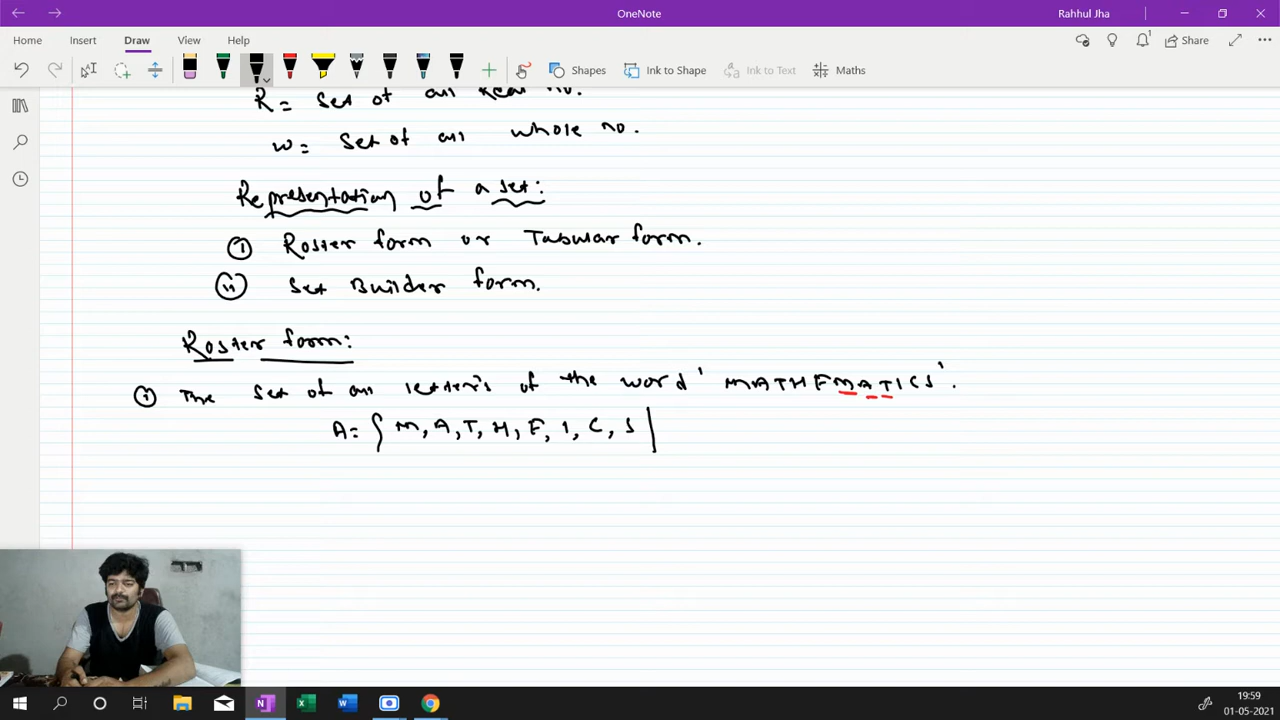 OneNote
Rahhul Jha
Home Insert Draw View Help
Share
Shapes Ink to Shape Ink to Text Maths
R = Set of all Real no.
W = Set of all whole no.
Representation of a set:
(i) Roster form or Tabular form.
(ii) Set Builder form.
Roster form:
(i) The set of all letters of the word 'MATHEMATICS'.
A = { M, A, T, H, E, I, C, S
19:59
01-05-2021